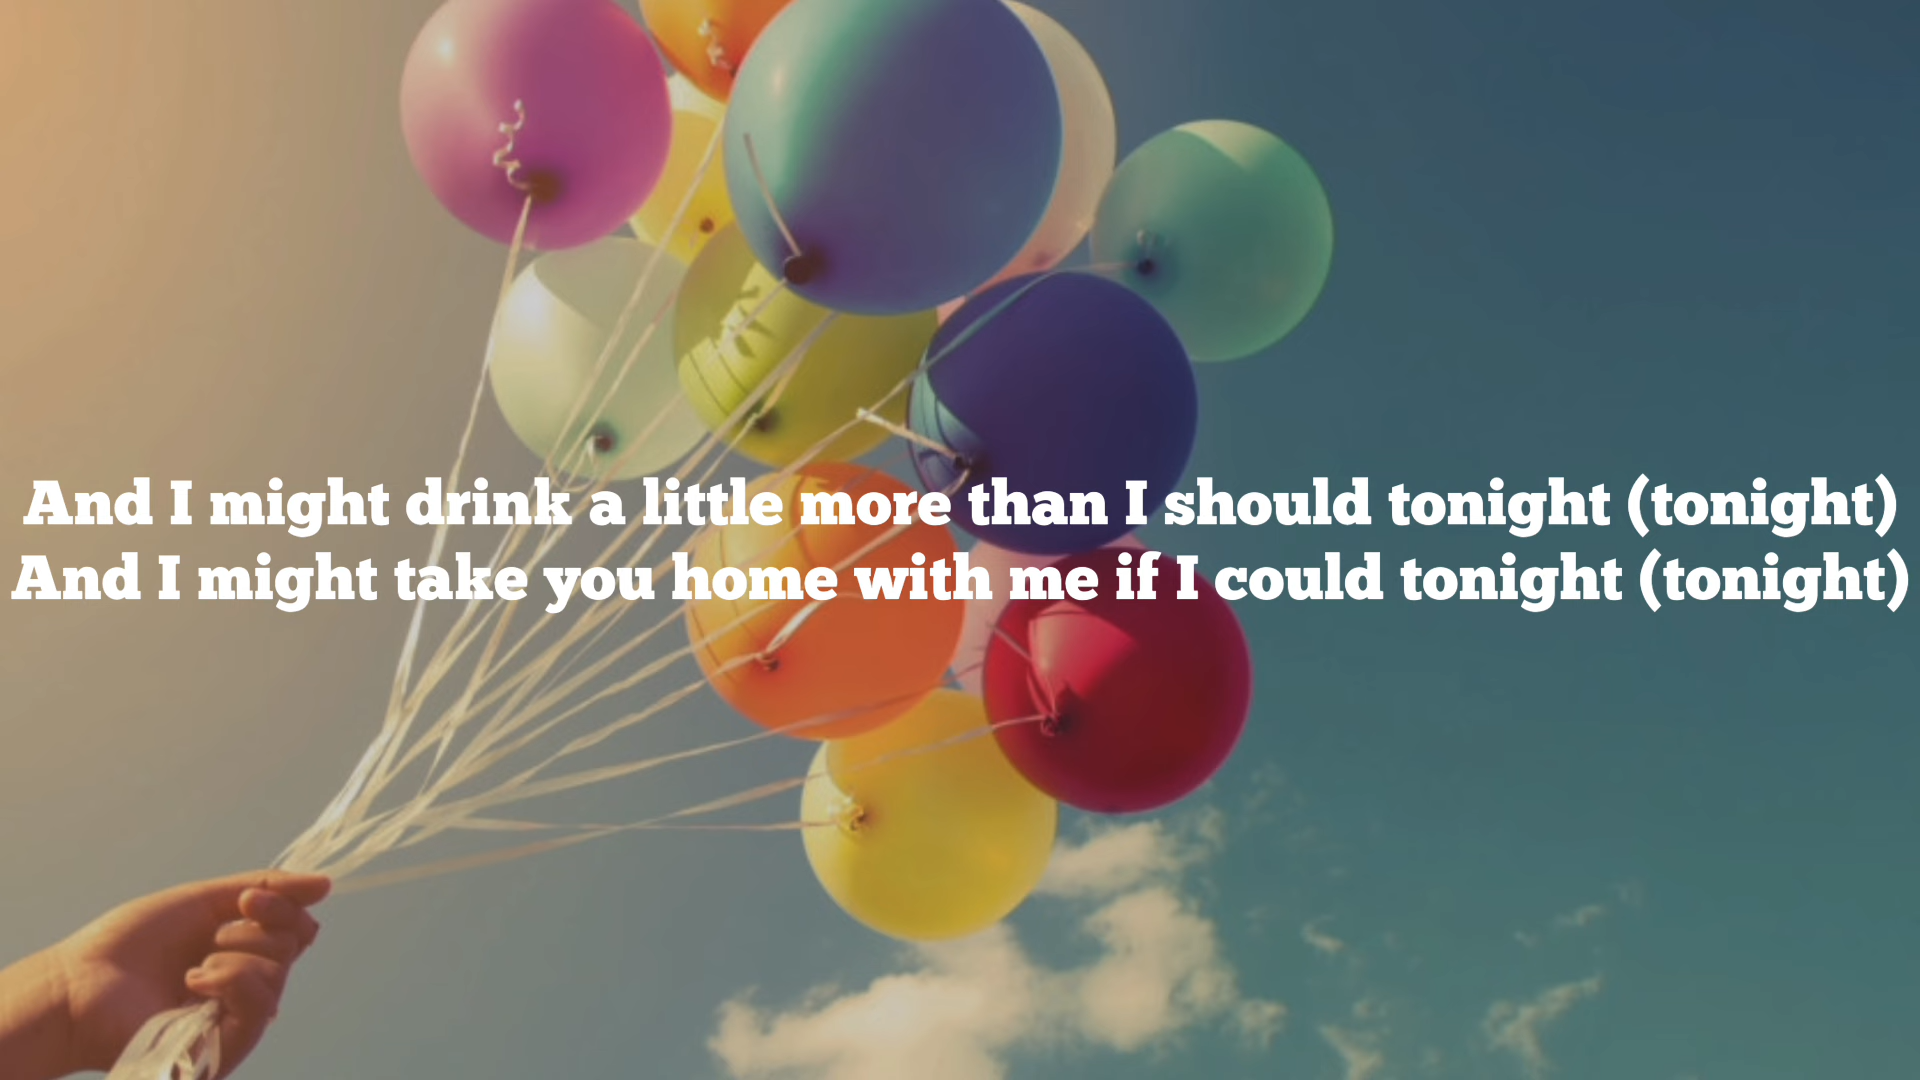 And I might drink a little more than I should tonight (tonight)
And I might take you home with me if I could tonight (tonight)